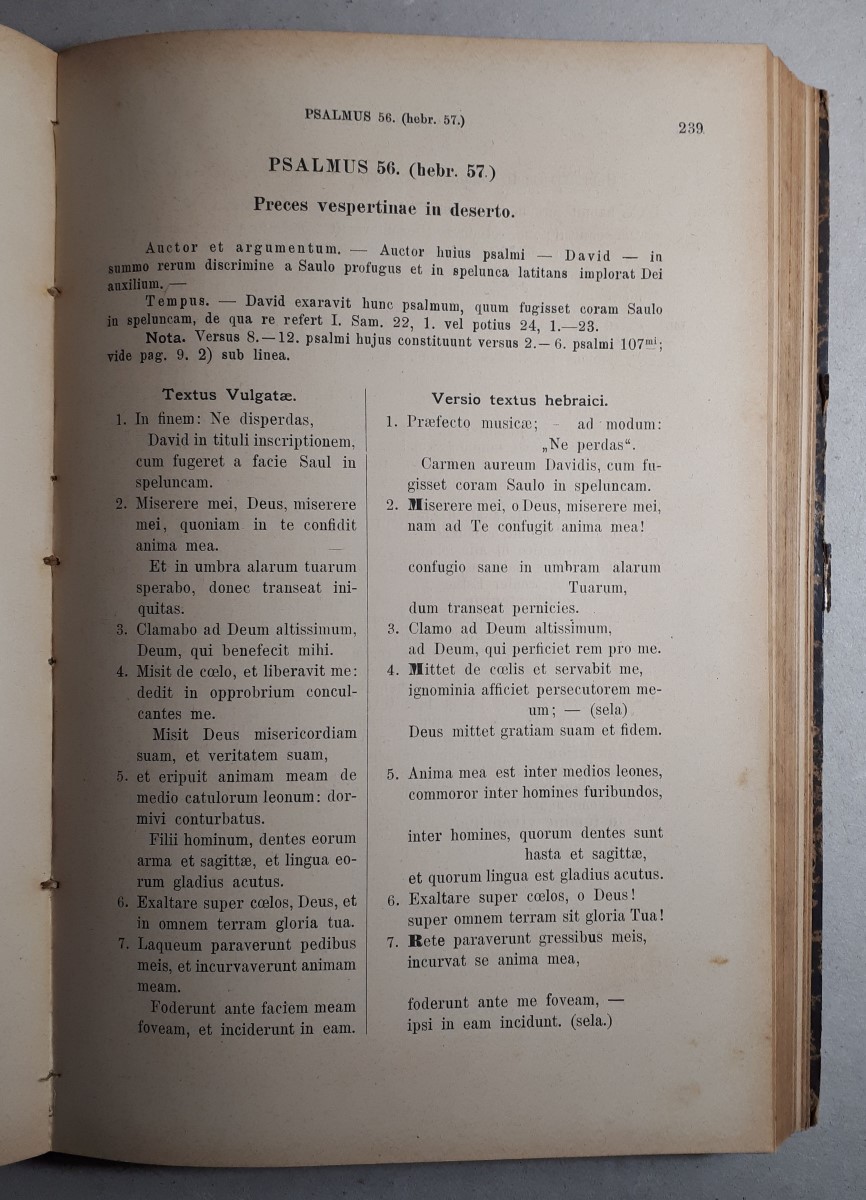 PSALMUS 56. (hebr. 57.)
239
PSALMUS 56. (hebr. 57.)
Preces vespertinae in deserto.
Auctor et argumentum. — Auctor huius psalmi — David — in
summo rerum discrimine a Saulo profugus et in spelunca latitans implorat Dei
auxilium. —
Tempus. — David exaravit hunc psalmum, quum fugisset coram Saulo
in speluncam, de qua re refert I. Sam. 22, 1. vel potius 24, 1.—23.
Nota. Versus 8.—12. psalmi hujus constituunt versus 2.—6. psalmi 107mi;
vide pag. 9. 2) sub linea.
Textus Vulgatæ.
1. In finem: Ne disperdas,
David in tituli inscriptionem,
cum fugeret a facie Saul in
speluncam.
2. Miserere mei, Deus, miserere
mei, quoniam in te confidit
anima mea. —
Et in umbra alarum tuarum
sperabo, donec transeat ini-
quitas.
3. Clamabo ad Deum altissimum,
Deum, qui benefecit mihi.
4. Misit de cœlo, et liberavit me:
dedit in opprobrium concul-
cantes me.
Misit Deus misericordiam
suam, et veritatem suam,
5. et eripuit animam meam de
medio catulorum leonum: dor-
mivi conturbatus.
Filii hominum, dentes eorum
arma et sagittæ, et lingua eo-
rum gladius acutus.
6. Exaltare super cœlos, Deus, et
in omnem terram gloria tua.
7. Laqueum paraverunt pedibus
meis, et incurvaverunt animam
meam.
Foderunt ante faciem meam
foveam, et inciderunt in eam.
Versio textus hebraici.
1. Præfecto musicæ; – ad modum:
„Ne perdas“.
Carmen aureum Davidis, cum fu-
gisset coram Saulo in speluncam.
2. Miserere mei, o Deus, miserere mei,
nam ad Te confugit anima mea!
confugio sane in umbram alarum
Tuarum,
dum transeat pernicies.
3. Clamo ad Deum altissimum,
ad Deum, qui perficiet rem pro me.
4. Mittet de cœlis et servabit me,
ignominia afficiet persecutorem me-
um; — (sela)
Deus mittet gratiam suam et fidem.
5. Anima mea est inter medios leones,
commoror inter homines furibundos,
inter homines, quorum dentes sunt
hasta et sagittæ,
et quorum lingua est gladius acutus.
6. Exaltare super cœlos, o Deus!
super omnem terram sit gloria Tua!
7. Rete paraverunt gressibus meis,
incurvat se anima mea,
foderunt ante me foveam, —
ipsi in eam incidunt. (sela.)